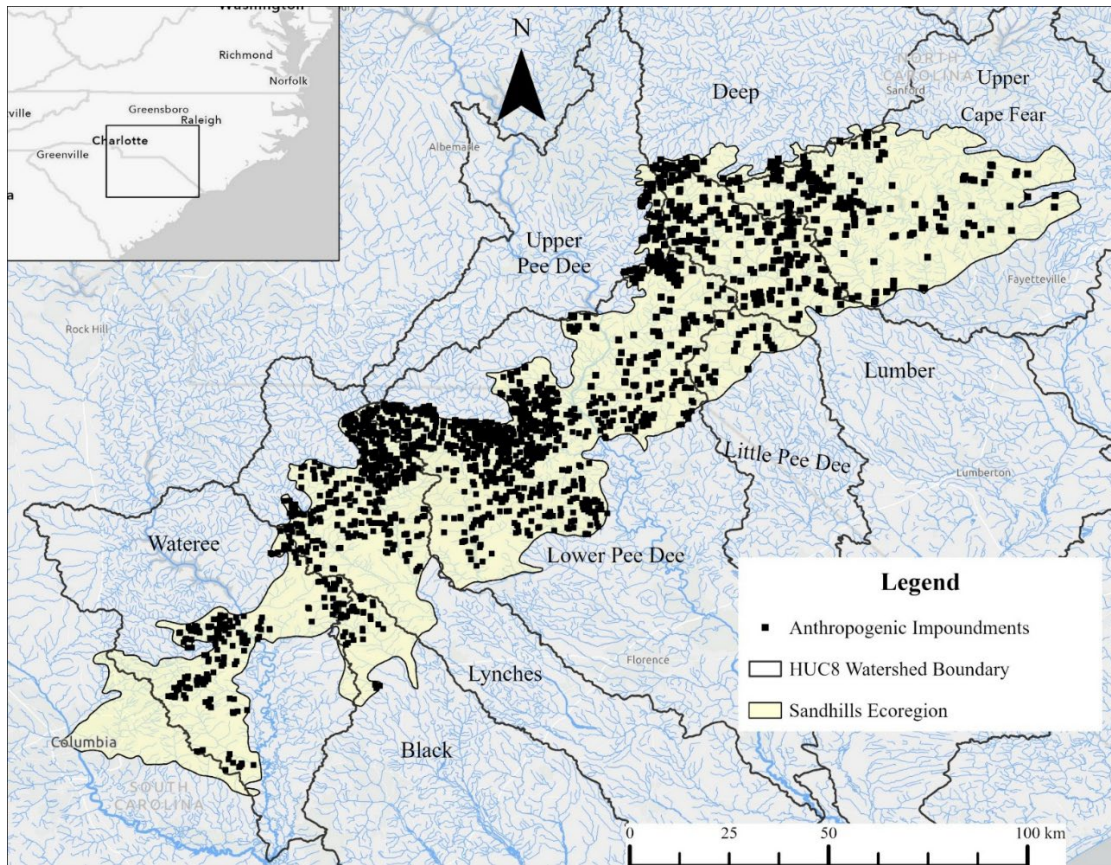 Washington
Richmond
Norfolk
Greensboro
Raleigh
ville
Charlotte
Greenville
a
N
NORTH
CAROLINA
Sanford
Upper
Cape Fear
Deep
Albemarle
Upper
Pee Dee
Fayetteville
Rock Hill
Lumber
Little Pee Dee
Lumberton
Wateree
Lower Pee Dee
Lynches
Florence
Black
Columbia
SOUTH
CAROLINA
Legend
Anthropogenic Impoundments
HUC8 Watershed Boundary
Sandhills Ecoregion
0 25 50 100 km